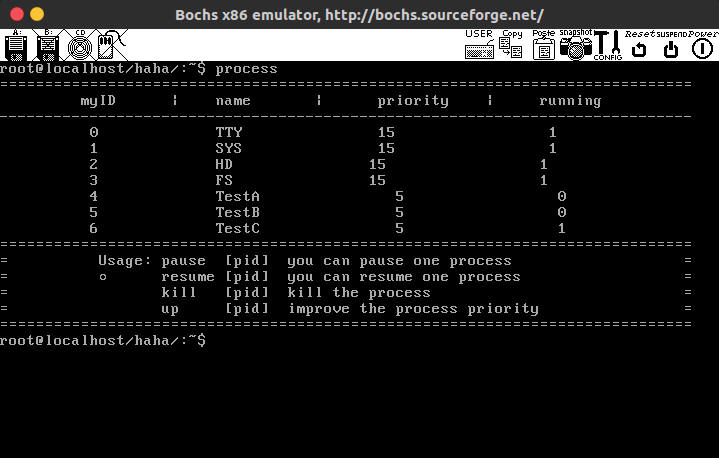 Bochs x86 emulator, http://bochs.sourceforge.net/
A: B: CD USER Copy Paste snapshot CONFIG Reset SUSPEND Power
root@localhost/haha/:~$ process
==============================================================================
myID ¦ name ¦ priority ¦ running
------------------------------------------------------------------------------
0 TTY 15 1
1 SYS 15 1
2 HD 15 1
3 FS 15 1
4 TestA 5 0
5 TestB 5 0
6 TestC 5 1
==============================================================================
= Usage: pause [pid] you can pause one process =
= o resume [pid] you can resume one process =
= kill [pid] kill the process =
= up [pid] improve the process priority =
==============================================================================
root@localhost/haha/:~$